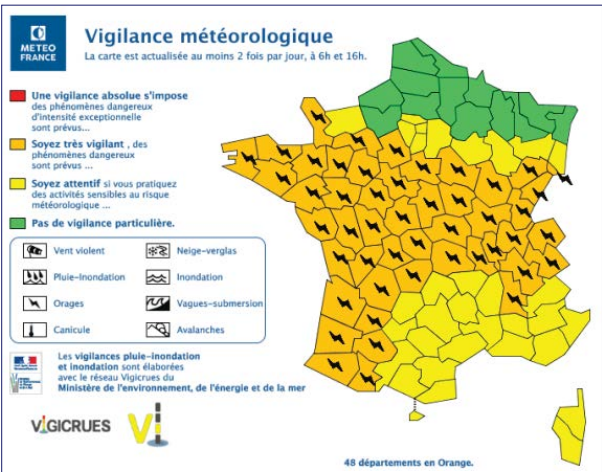 METEO
FRANCE
Vigilance météorologique
La carte est actualisée au moins 2 fois par jour, à 6h et 16h.
Une vigilance absolue s'impose
des phénomènes dangereux
d'intensité exceptionnelle
sont prévus...
Soyez très vigilant , des
phénomènes dangereux
sont prévus ...
Soyez attentif si vous pratiquez
des activités sensibles au risque
météorologique ...
Pas de vigilance particulière.
Vent violent
Neige-verglas
Pluie-Inondation
Inondation
Orages
Vagues-submersion
Canicule
Avalanches
Les vigilances pluie-inondation
et inondation sont élaborées
avec le réseau Vigicrues du
Ministère de l'environnement, de l'énergie et de la mer
VIGICRUES
Vi
48 départements en Orange.